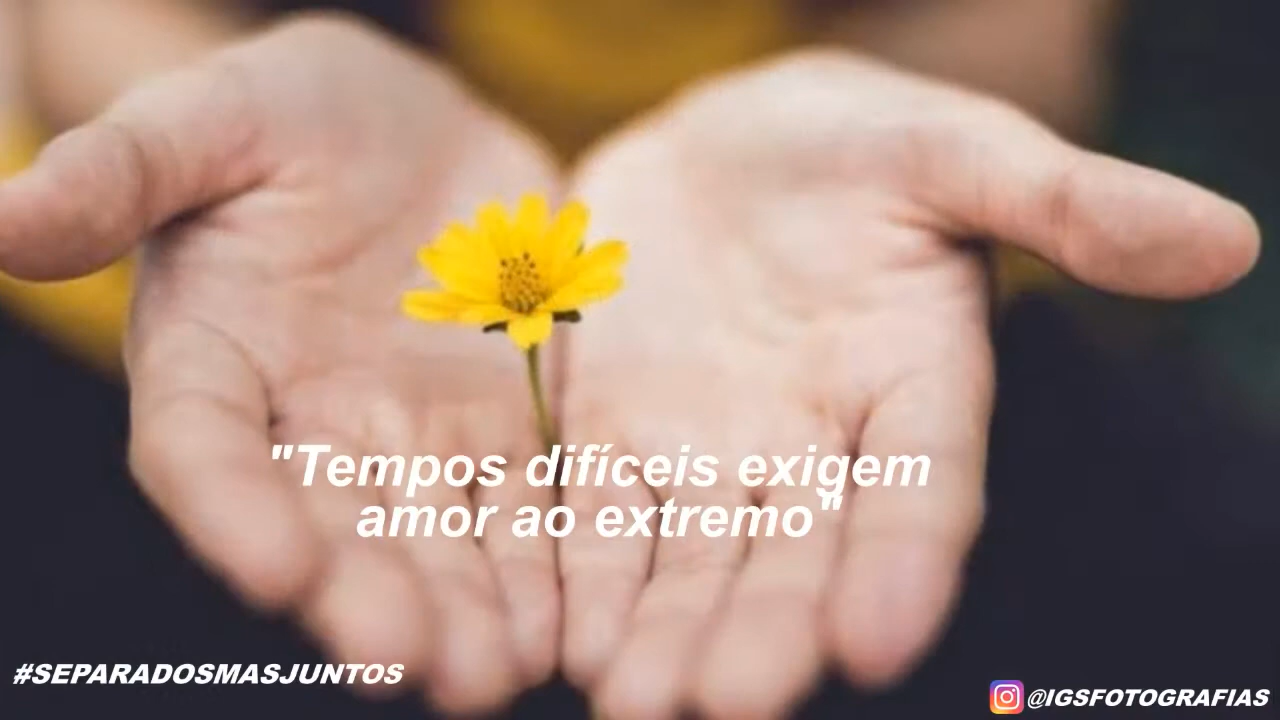 "Tempos difíceis exigem
amor ao extremo"
#SEPARADOSMASJUNTOS
@IGSFOTOGRAFIAS